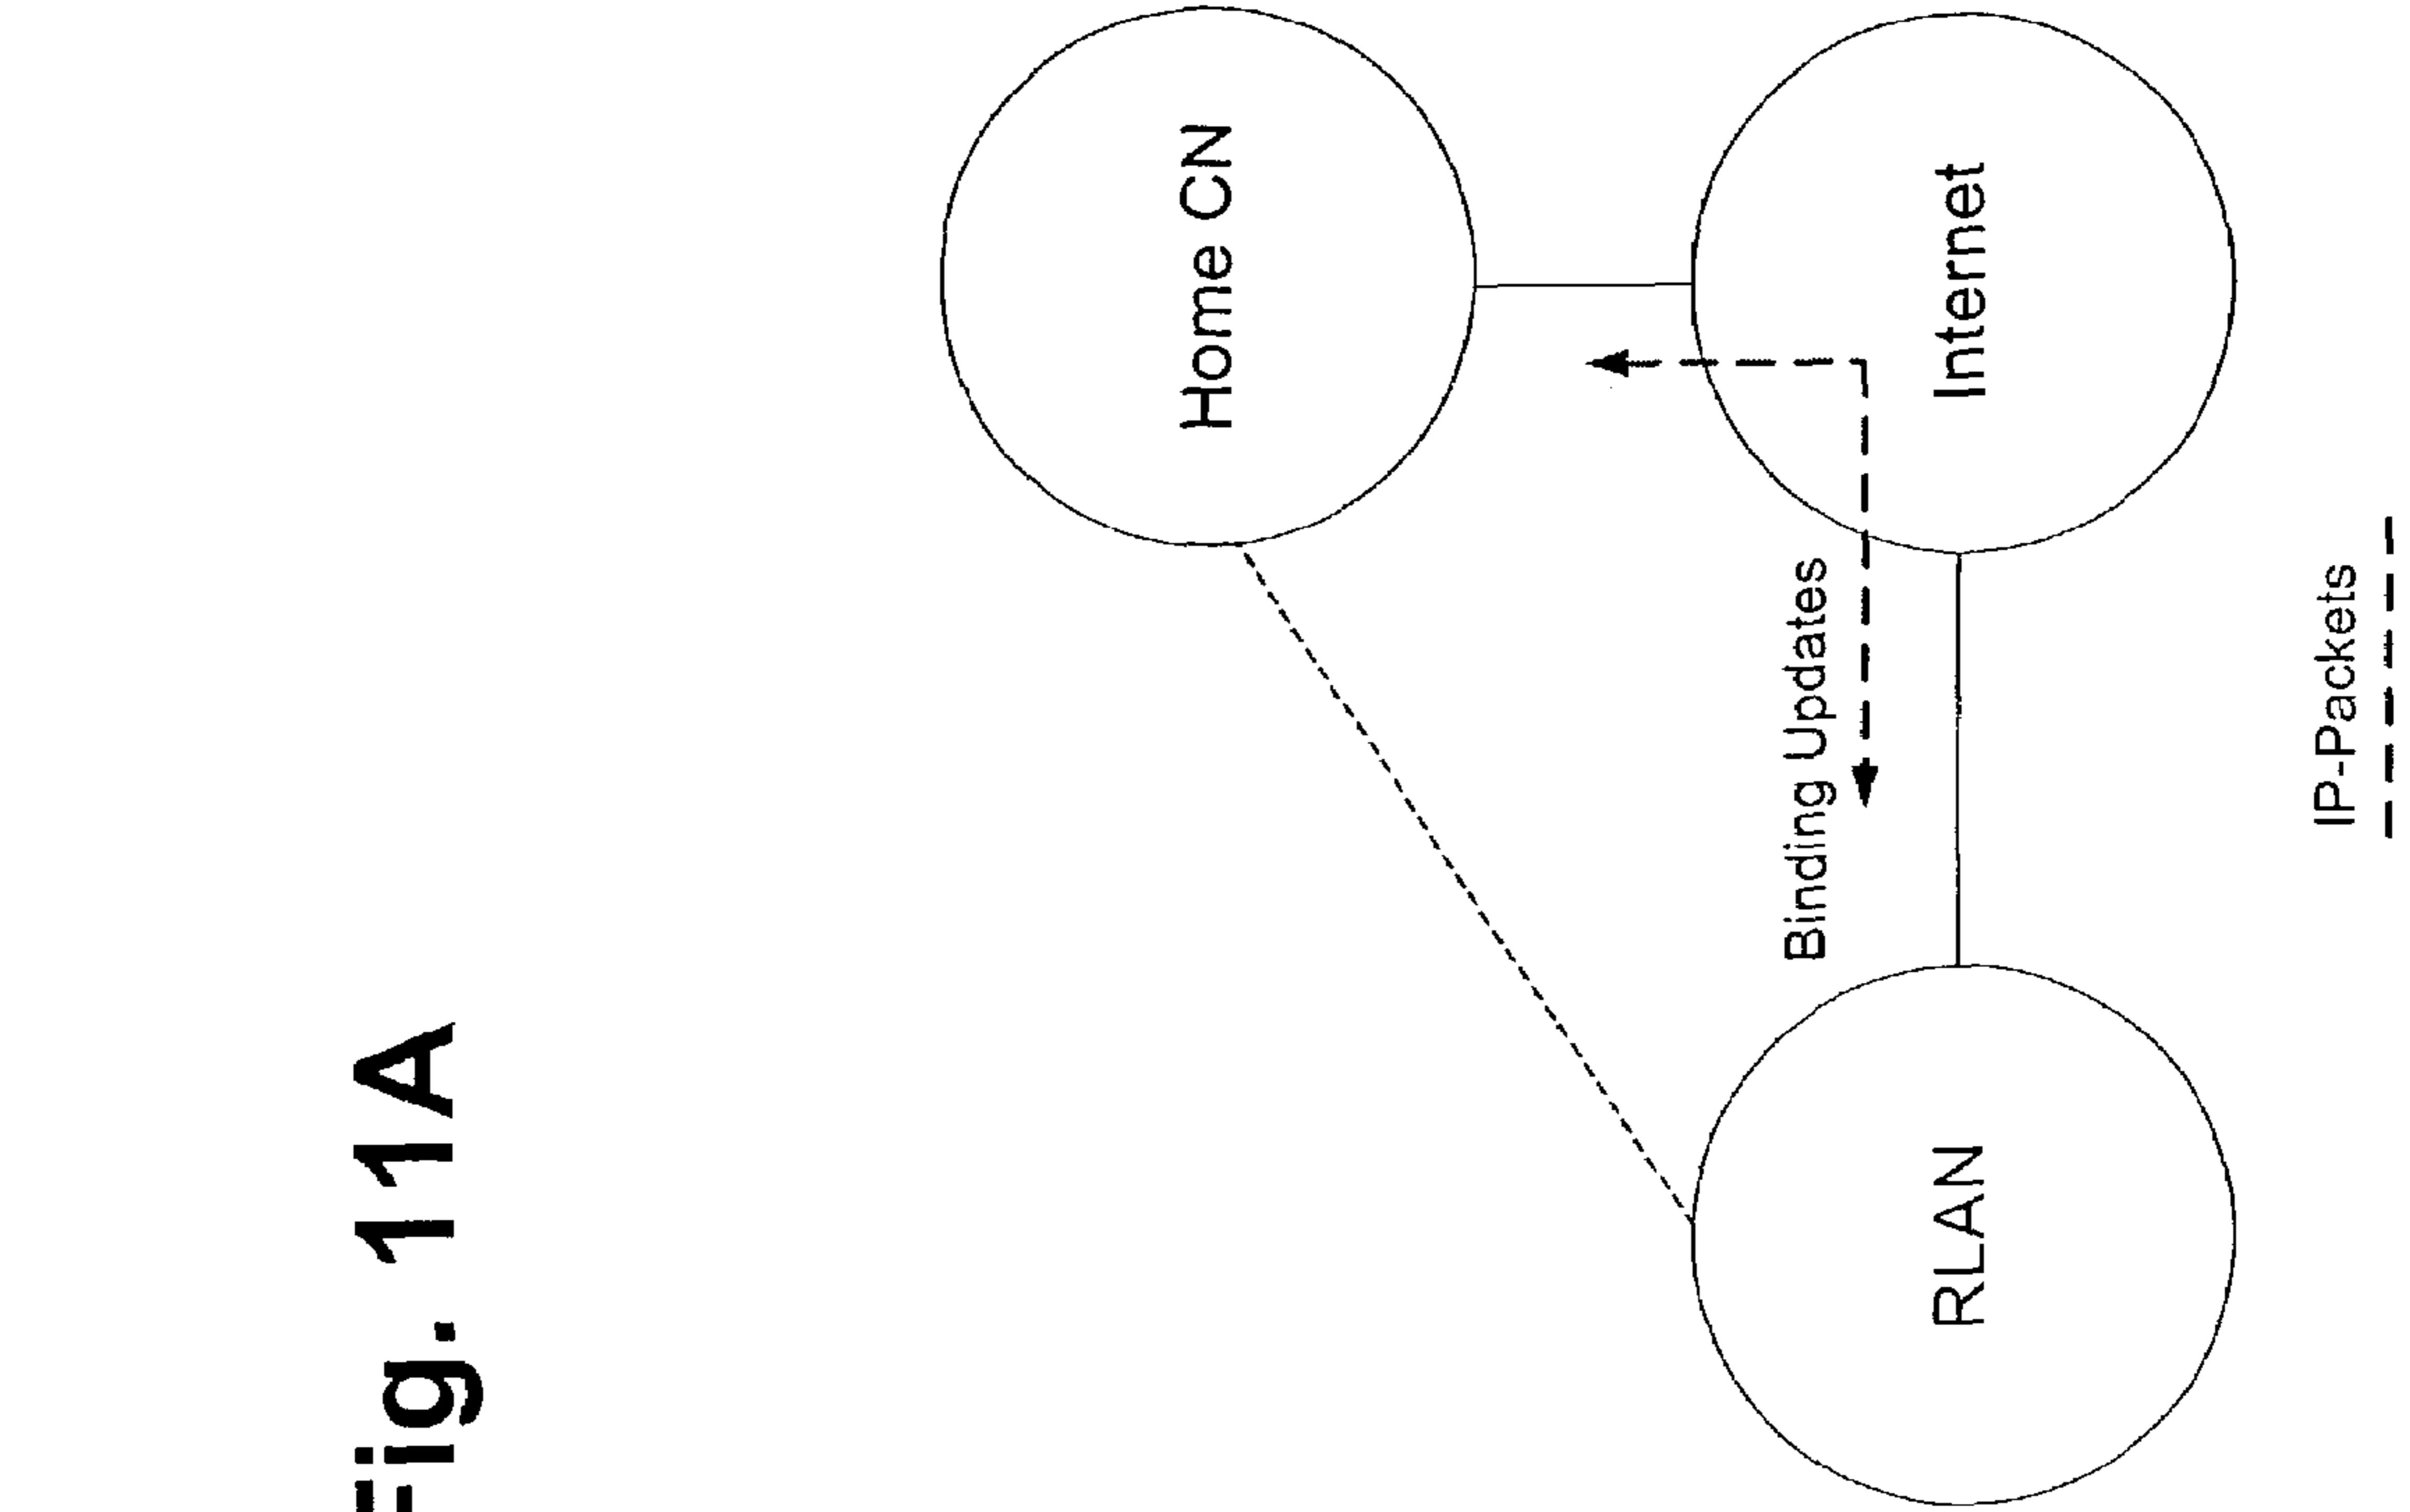 Fig. 11A
Home CN
Binding Updates
RLAN
Internet
IP-Packets